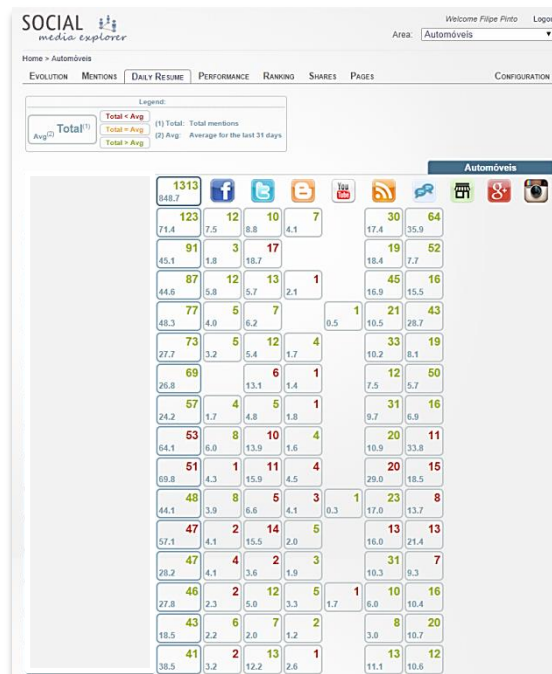 SOCIAL
media explorer
Welcome Filipe Pinto Logou
Area: Automóveis
Home > Automóveis
EVOLUTION MENTIONS DAILY RESUME PERFORMANCE RANKING SHARES PAGES CONFIGURATION
Legend:
Avg(2) Total(1)
Total < Avg
Total = Avg
Total > Avg
(1) Total: Total mentions
(2) Avg: Average for the last 31 days
Automóveis
1313
848.7
You Tube
123 12 10 7 30 64
71.4 7.5 8.8 4.1 17.4 35.9
91 3 17 19 52
45.1 1.8 18.7 18.4 7.7
87 12 13 1 45 16
44.6 5.8 5.7 2.1 16.9 15.5
77 5 7 1 21 43
48.3 4.0 6.2 0.5 10.5 28.7
73 5 12 4 33 19
27.7 3.2 5.4 1.7 10.2 8.1
69 6 1 12 50
26.8 13.1 1.4 7.5 5.7
57 4 5 1 31 16
24.2 1.7 4.8 1.8 9.7 6.9
53 8 10 4 20 11
64.1 6.0 13.9 1.6 10.9 33.8
51 1 11 4 20 15
69.8 4.3 15.9 4.5 29.0 18.5
48 8 5 3 1 23 8
44.1 3.9 6.6 4.1 0.3 17.0 13.7
47 2 14 5 13 13
57.1 4.1 15.5 2.0 16.0 21.4
47 4 2 3 31 7
28.2 4.1 3.6 1.9 10.3 9.3
46 2 12 5 1 10 16
27.8 2.3 5.0 3.3 1.7 6.0 10.4
43 6 7 2 8 20
18.5 2.2 2.0 1.2 3.0 10.7
41 2 13 1 13 12
38.5 3.2 12.2 2.6 11.1 10.6